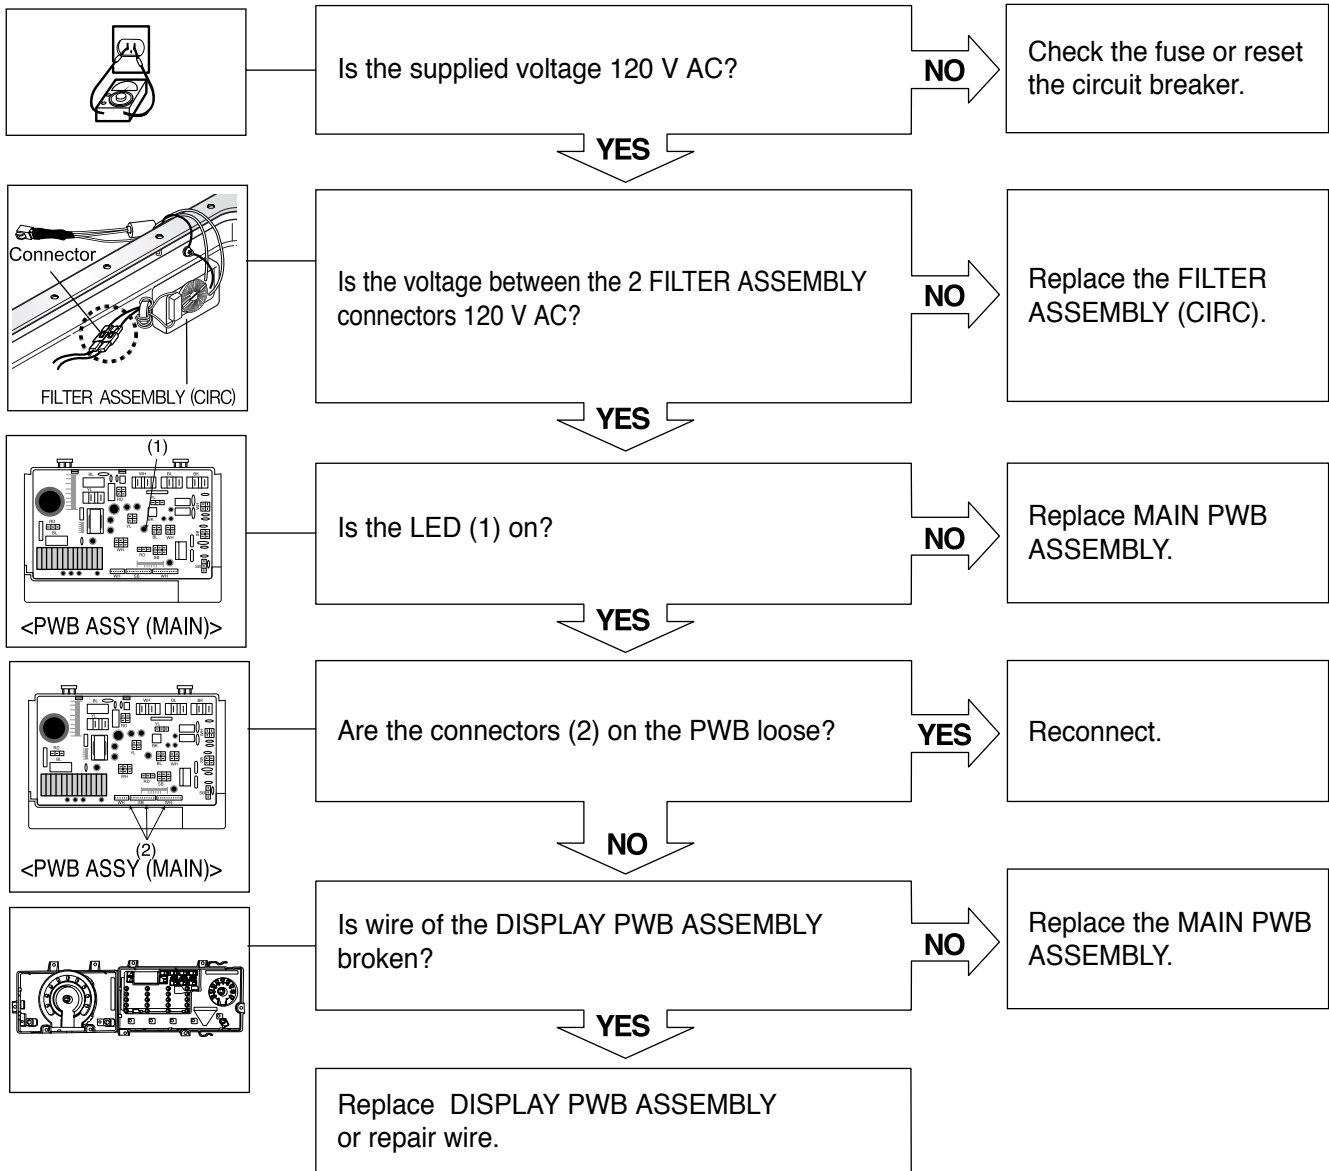 Is the supplied voltage 120 V AC?
NO
Check the fuse or reset
the circuit breaker.
YES
Connector
FILTER ASSEMBLY (CIRC)
Is the voltage between the 2 FILTER ASSEMBLY
connectors 120 V AC?
NO
Replace the FILTER
ASSEMBLY (CIRC).
YES
(1)
<PWB ASSY (MAIN)>
Is the LED (1) on?
NO
Replace MAIN PWB
ASSEMBLY.
YES
(2)
<PWB ASSY (MAIN)>
Are the connectors (2) on the PWB loose?
YES
Reconnect.
NO
Is wire of the DISPLAY PWB ASSEMBLY
broken?
NO
Replace the MAIN PWB
ASSEMBLY.
YES
Replace DISPLAY PWB ASSEMBLY
or repair wire.